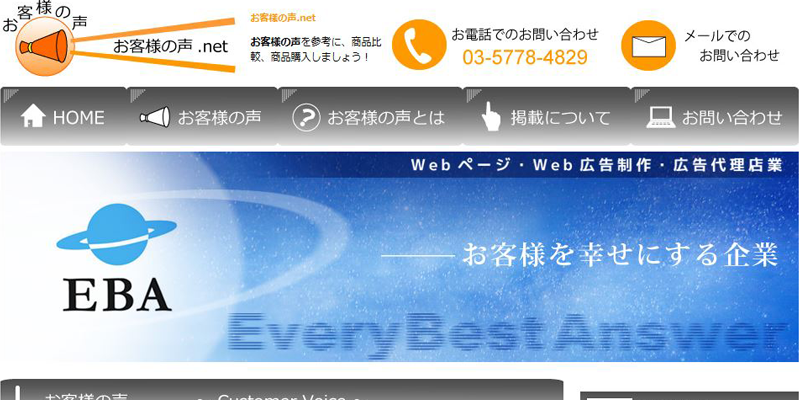 お客様の声
お客様の声.net
お客様の声.net
お客様の声を参考に、商品比
較、商品購入しましょう！
お電話でのお問い合わせ
03-5778-4829
メールでの
お問い合わせ
HOME
お客様の声
お客様の声とは
掲載について
お問い合わせ
Webページ・Web広告制作・広告代理店業
お客様を幸せにする企業
EBA
EveryBestAnswer
お客様の声
Customer Voice